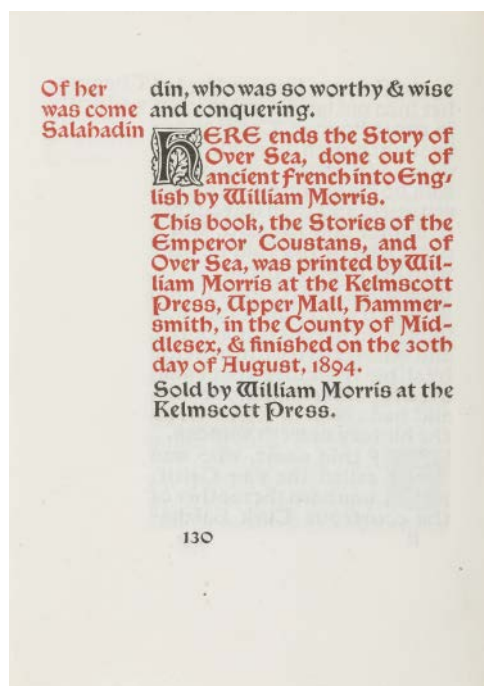 Of her
was come
Salahadin
din, who was so worthy & wise
and conquering.
HERE ends the Story of
Over Sea, done out of
ancient french into Eng-
lish by William Morris.
This book, the Stories of the
Emperor Coustans, and of
Over Sea, was printed by Wil-
liam Morris at the Kelmscott
Press, Upper Mall, Hammer-
smith, in the County of Mid-
dlesex, & finished on the 30th
day of August, 1894.
Sold by William Morris at the
Kelmscott Press.
130